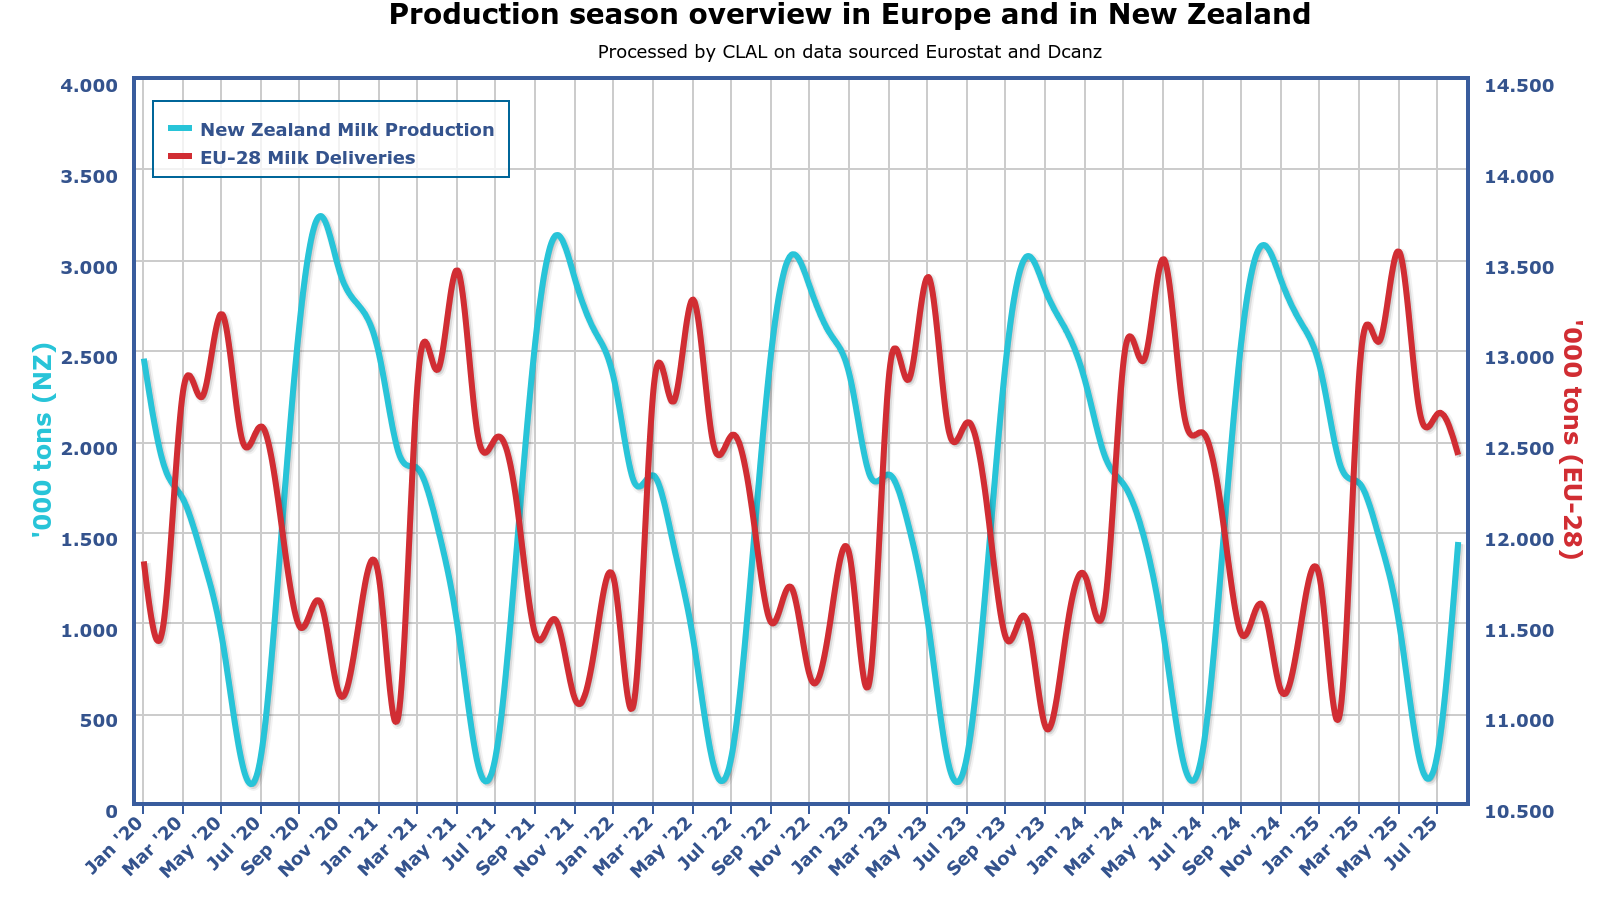 Production season overview in Europe and in New Zealand
Processed by CLAL on data sourced Eurostat and Dcanz
New Zealand Milk Production
EU-28 Milk Deliveries
4.000
3.500
3.000
2.500
2.000
1.500
1.000
500
0
'000 tons (NZ)
14.500
14.000
13.500
13.000
12.500
12.000
11.500
11.000
10.500
'000 tons (EU-28)
Jan '20
Mar '20
May '20
Jul '20
Sep '20
Nov '20
Jan '21
Mar '21
May '21
Jul '21
Sep '21
Nov '21
Jan '22
Mar '22
May '22
Jul '22
Sep '22
Nov '22
Jan '23
Mar '23
May '23
Jul '23
Sep '23
Nov '23
Jan '24
Mar '24
May '24
Jul '24
Sep '24
Nov '24
Jan '25
Mar '25
May '25
Jul '25